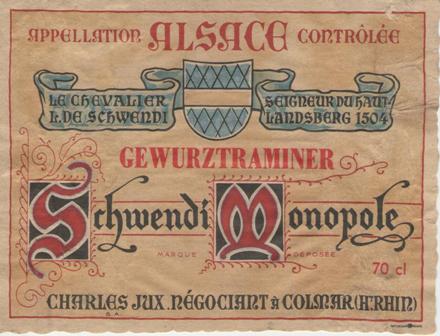 APPELLATION ALSACE CONTRÔLÉE
LE CHEVALIER
L. DE SCHWENDI
SEIGNEUR DU HAUT-
LANDSBERG 1504
GEWURZTRAMINER
Schwendi Monopole
MARQUE DÉPOSÉE
70 cl
CHARLES JUX. NÉGOCIANT À COLMAR (HT RHIN)
S.A.